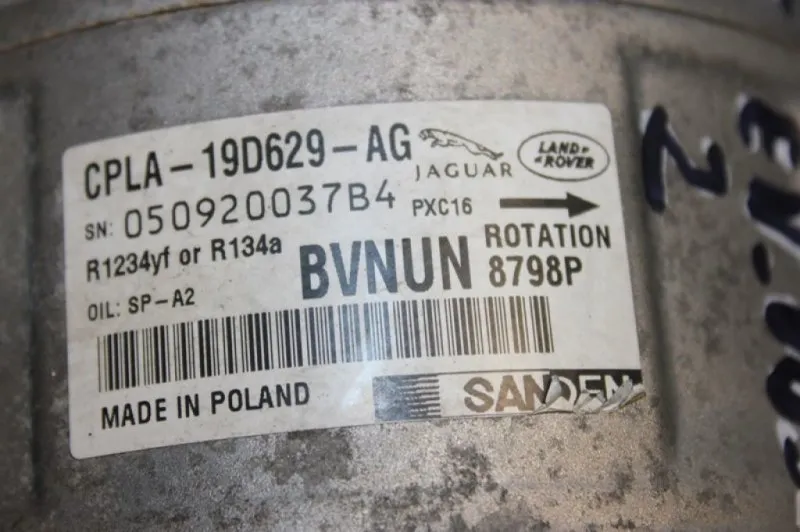 CPLA-19D629-AG
JAGUAR
LAND ROVER
SN: 050920037B4 PXC16
ROTATION
R1234yf or R134a
BVNUN 8798P
OIL: SP-A2
MADE IN POLAND
SANDEN
2